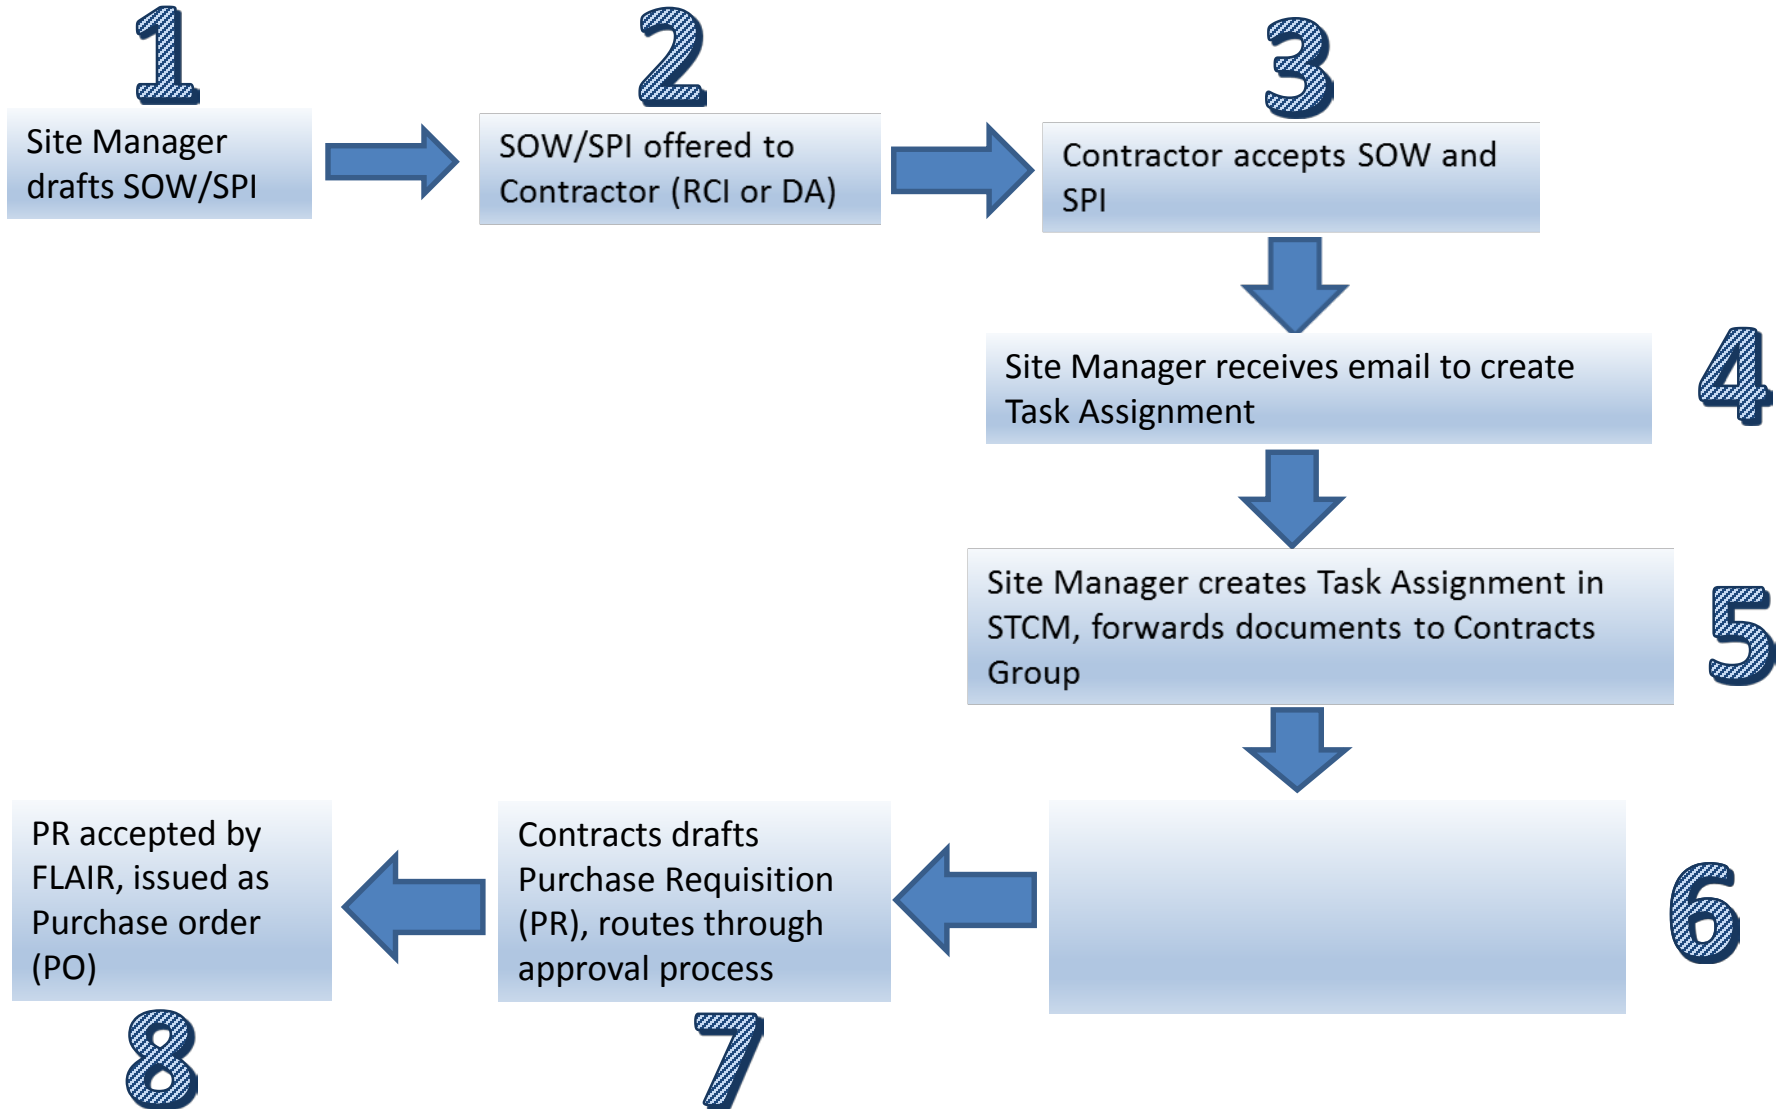 1
Site Manager
drafts SOW/SPI
2
SOW/SPI offered to
Contractor (RCI or DA)
3
Contractor accepts SOW and
SPI
4
Site Manager receives email to create
Task Assignment
5
Site Manager creates Task Assignment in
STCM, forwards documents to Contracts
Group
6
7
Contracts drafts
Purchase Requisition
(PR), routes through
approval process
8
PR accepted by
FLAIR, issued as
Purchase order
(PO)